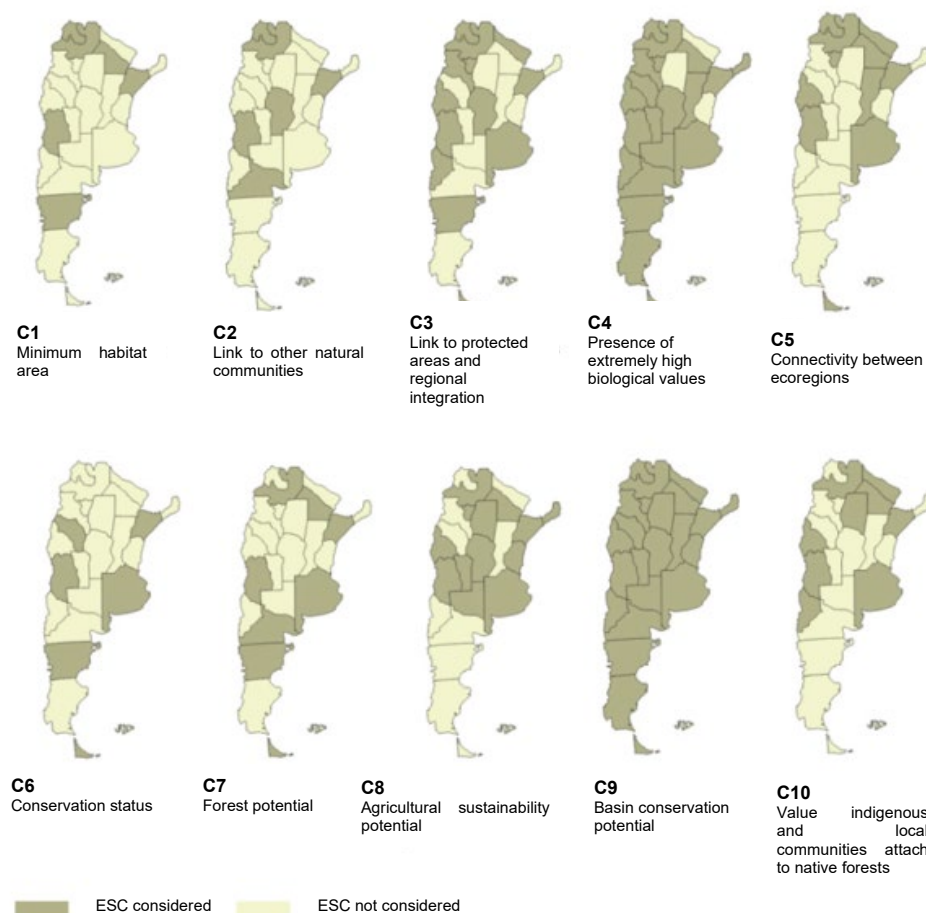 C1
Minimum habitat
area
C2
Link to other natural
communities
C3
Link to protected
areas and
regional
integration
C4
Presence of
extremely high
biological values
C5
Connectivity between
ecoregions
C6
Conservation status
C7
Forest potential
C8
Agricultural sustainability
potential
C9
Basin conservation
potential
C10
Value indigenous
and local
communities attach
to native forests
ESC considered
ESC not considered